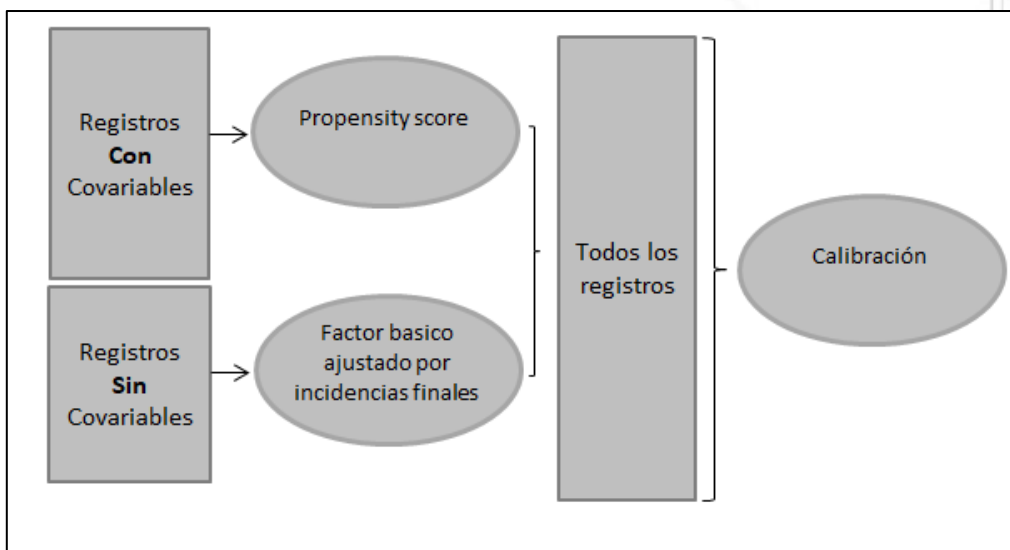 Registros
Con
Covariables
Propensity score
Registros
Sin
Covariables
Factor basico
ajustado por
incidencias finales
Todos los
registros
Calibración